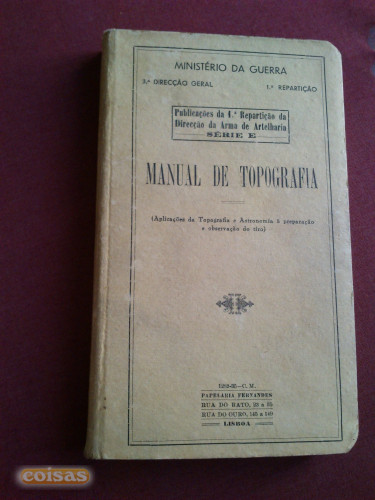 MINISTÉRIO DA GUERRA
3.ª DIRECÇÃO GERAL 1.ª REPARTIÇÃO
Publicações da 4.ª Repartição da
Direcção da Arma de Artelharia
SÉRIE E
MANUAL DE TOPOGRAFIA
(Aplicações da Topografia e Astronomia á preparação
e observação do tiro)
PAPELARIA FERNANDES
RUA DO RATO,
RUA DO OURO,
LISBOA
coisas